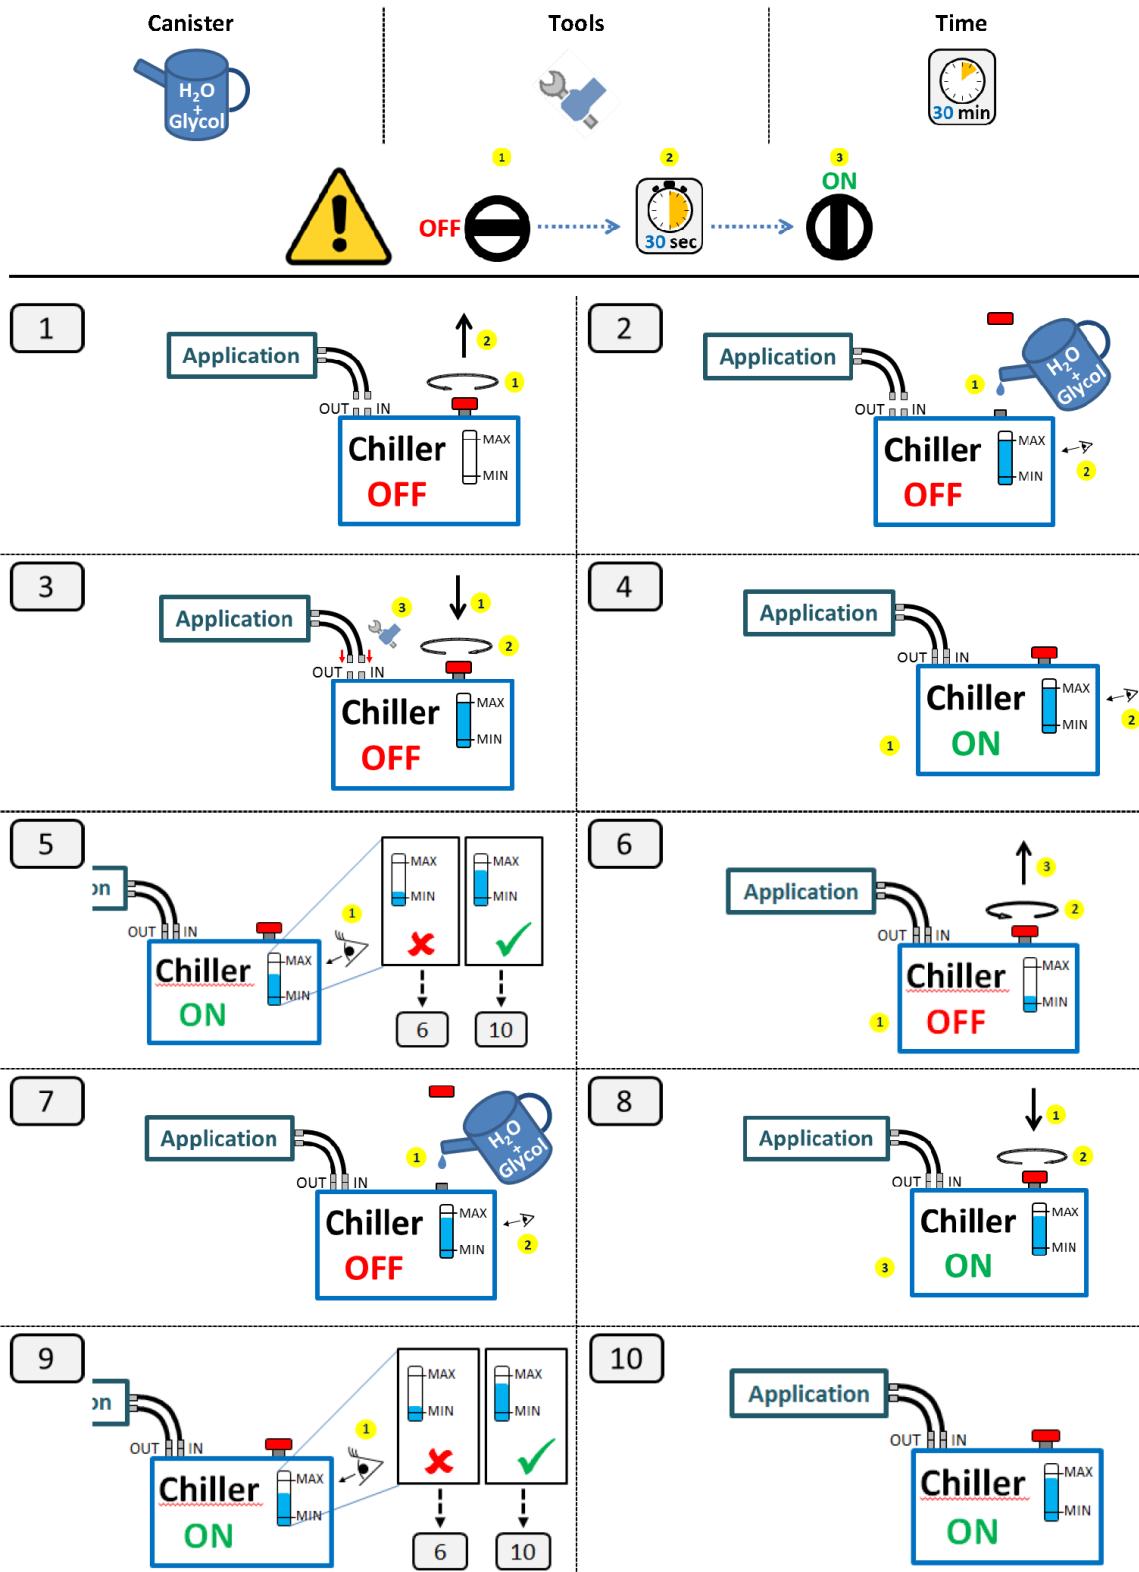 Canister
Tools
Time
H2O
+
Glycol
30 min
1
2
3
ON
OFF
30 sec
1
Application
2
1
OUT
IN
Chiller
MAX
MIN
OFF
2
Application
1
H2O
+
Glycol
OUT
IN
Chiller
MAX
MIN
2
OFF
3
Application
3
1
2
OUT
IN
Chiller
MAX
MIN
OFF
4
Application
OUT
IN
Chiller
MAX
MIN
2
1
ON
5
on
OUT
IN
1
Chiller
MAX
MIN
ON
MAX
MIN
MAX
MIN
6
10
6
Application
3
2
OUT
IN
Chiller
MAX
MIN
1
OFF
7
Application
1
H2O
+
Glycol
OUT
IN
Chiller
MAX
MIN
2
OFF
8
Application
1
2
OUT
IN
Chiller
MAX
MIN
3
ON
9
on
OUT
IN
1
Chiller
MAX
MIN
ON
MAX
MIN
MAX
MIN
6
10
10
Application
OUT
IN
Chiller
MAX
MIN
ON